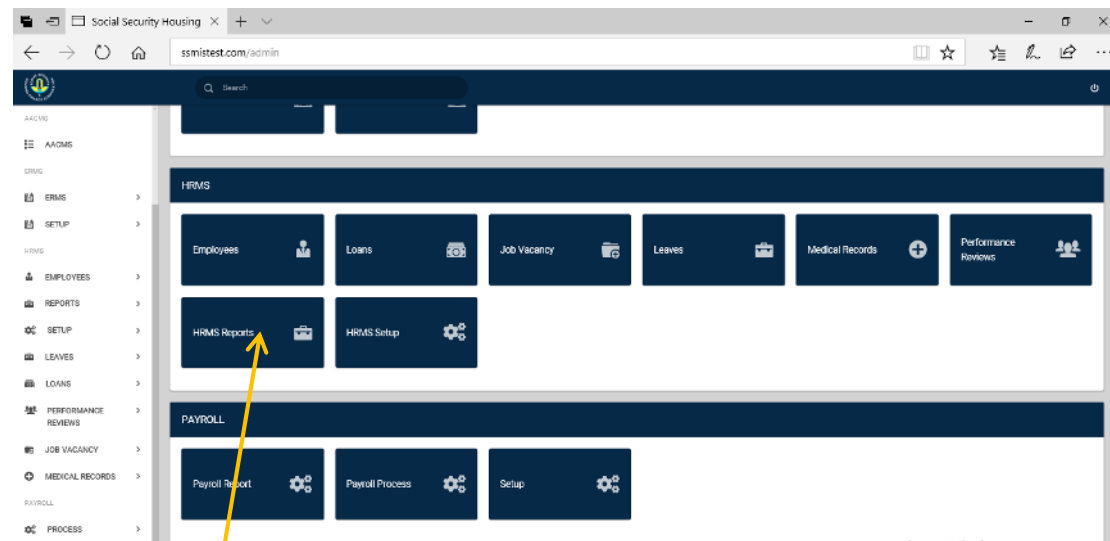 Social Security Housing
ssmistest.com/admin
Search
AACMS
AACMS
ERMS
ERMS
SETUP
HRMS
EMPLOYEES
REPORTS
SETUP
LEAVES
LOANS
PERFORMANCE
REVIEWS
JOB VACANCY
MEDICAL RECORDS
PAYROLL
PROCESS
HRMS
Employees
Loans
Job Vacancy
Leaves
Medical Records
Performance
Reviews
HRMS Reports
HRMS Setup
PAYROLL
Payroll Report
Payroll Process
Setup